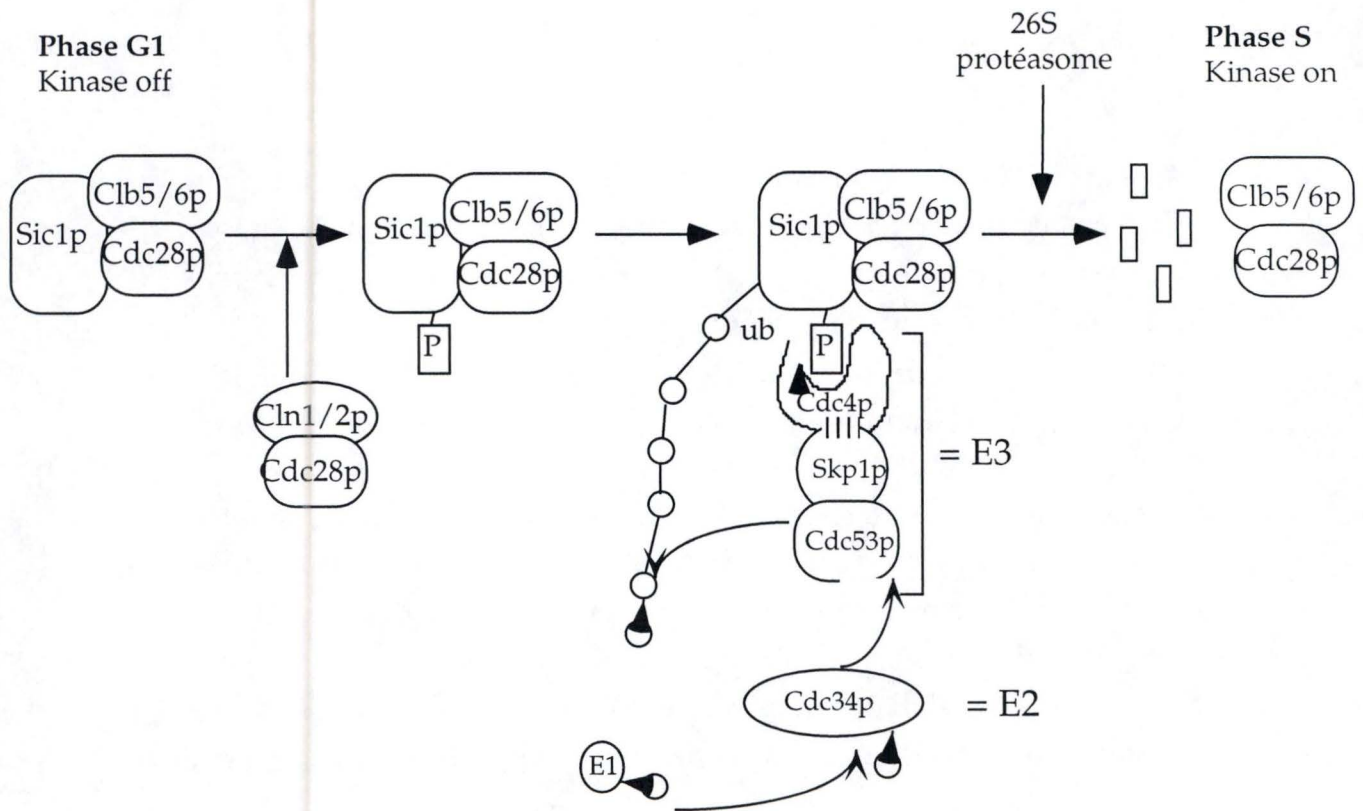 Phase G1
Kinase off
26S
protéasome
Phase S
Kinase on
Sic1p
Clb5/6p
Cdc28p
Sic1p
Clb5/6p
Cdc28p
P
Cln1/2p
Cdc28p
Sic1p
Clb5/6p
Cdc28p
ub
P
Cdc4p
Skp1p
Cdc53p
= E3
Cdc34p
= E2
E1
Clb5/6p
Cdc28p